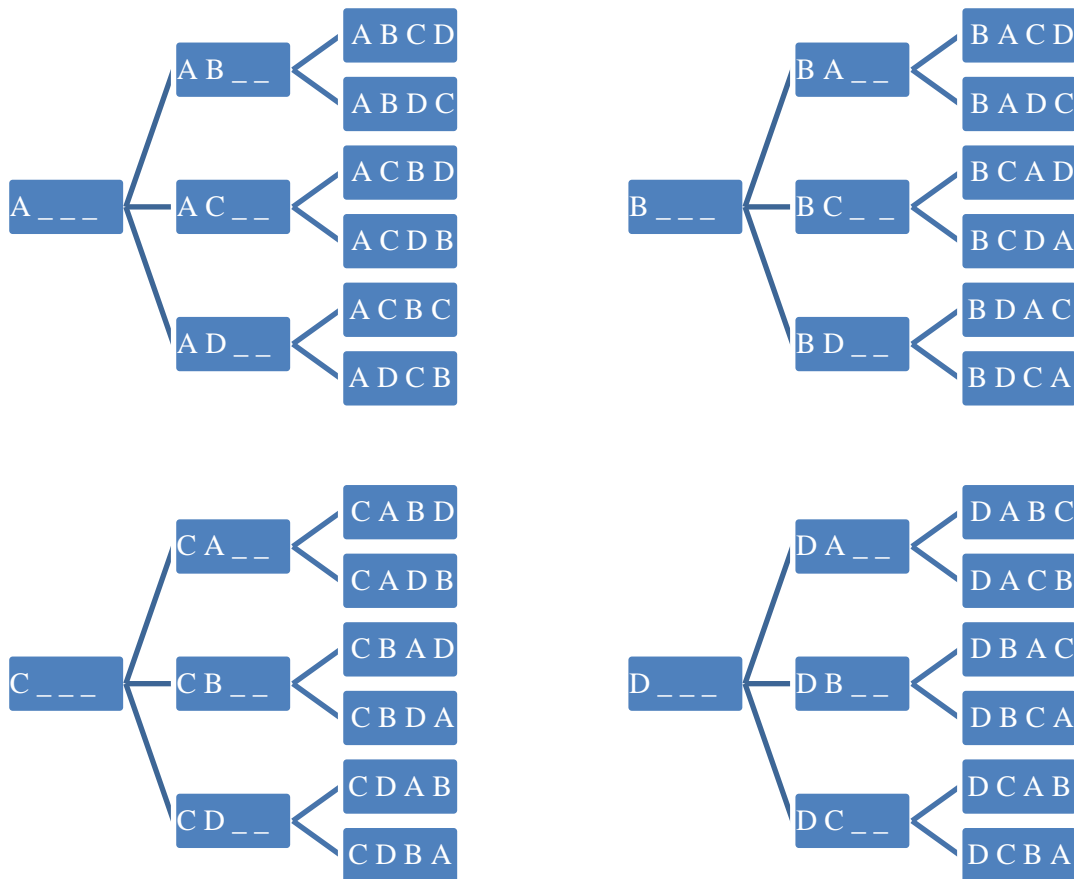 A _ _ _
A B _ _
A B C D
A B D C
A C _ _
A C B D
A C D B
A D _ _
A C B C
A D C B
B _ _ _
B A _ _
B A C D
B A D C
B C _ _
B C A D
B C D A
B D _ _
B D A C
B D C A
C _ _ _
C A _ _
C A B D
C A D B
C B _ _
C B A D
C B D A
C D _ _
C D A B
C D B A
D _ _ _
D A _ _
D A B C
D A C B
D B _ _
D B A C
D B C A
D C _ _
D C A B
D C B A